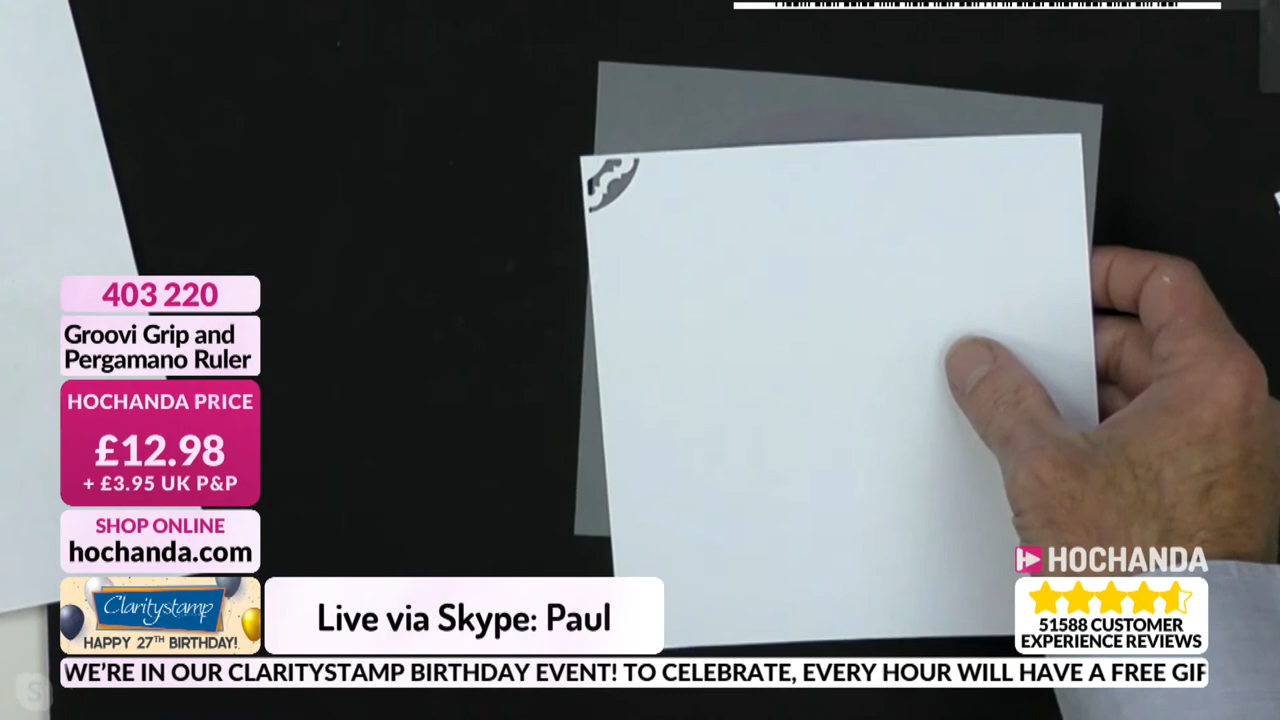 403 220
Groovi Grip and
Pergamano Ruler
HOCHANDA PRICE
£12.98
+ £3.95 UK P&P
SHOP ONLINE
hochanda.com
Claritystamp
HAPPY 27TH BIRTHDAY!
Live via Skype: Paul
HOCHANDA
51588 CUSTOMER
EXPERIENCE REVIEWS
WE'RE IN OUR CLARITYSTAMP BIRTHDAY EVENT! TO CELEBRATE, EVERY HOUR WILL HAVE A FREE GIF